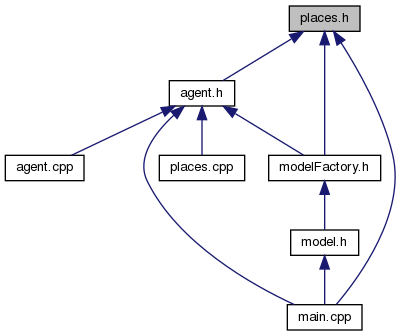 places.h
agent.h
agent.cpp
places.cpp
modelFactory.h
model.h
main.cpp